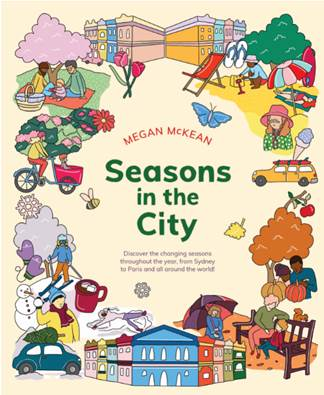 MEGAN McKEAN
Seasons
in the
City
Discover the changing seasons
throughout the year, from Sydney
to Paris and all around the world!